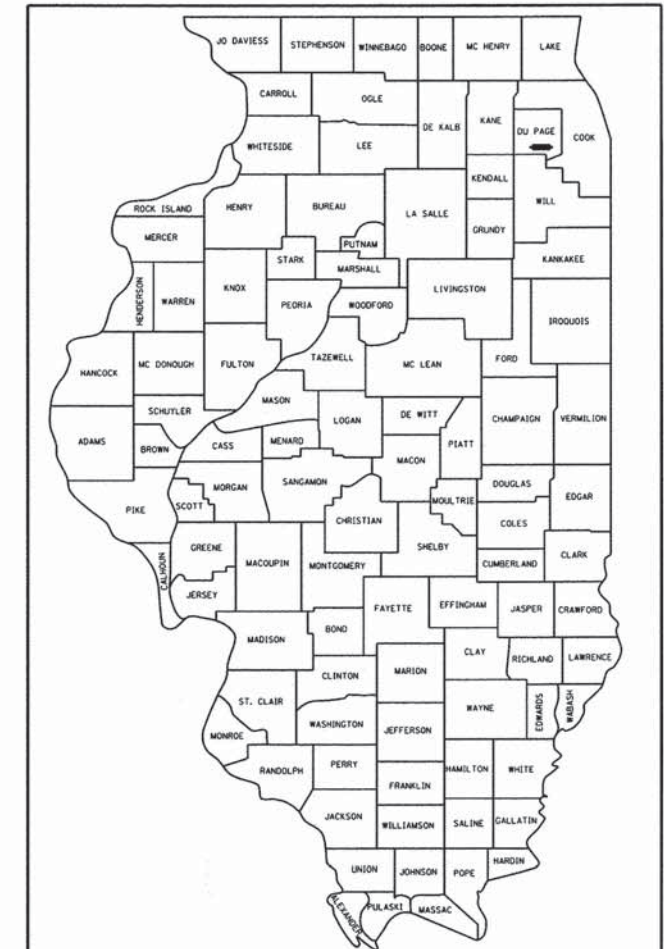 JO DAVIESS
STEPHENSON
WINNEBAGO
BOONE
MC HENRY
LAKE
CARROLL
OGLE
DE KALB
KANE
DU PAGE
COOK
WHITESIDE
LEE
KENDALL
WILL
ROCK ISLAND
HENRY
BUREAU
LA SALLE
GRUNDY
MERCER
PUTNAM
STARK
MARSHALL
KANKAKEE
HENDERSON
WARREN
KNOX
PEORIA
WOODFORD
LIVINGSTON
IROQUOIS
HANCOCK
MC DONOUGH
FULTON
TAZEWELL
MC LEAN
FORD
SCHUYLER
MASON
LOGAN
DE WITT
CHAMPAIGN
VERMILION
ADAMS
BROWN
CASS
MENARD
MACON
PIATT
PIKE
SCOTT
MORGAN
SANGAMON
CHRISTIAN
MOULTRIE
DOUGLAS
COLES
EDGAR
CALHOUN
GREENE
MACOUPIN
MONTGOMERY
SHELBY
CUMBERLAND
CLARK
JERSEY
FAYETTE
EFFINGHAM
JASPER
CRAWFORD
MADISON
BOND
CLAY
RICHLAND
LAWRENCE
CLINTON
MARION
ST. CLAIR
WASHINGTON
JEFFERSON
WAYNE
EDWARDS
WABASH
MONROE
RANDOLPH
PERRY
FRANKLIN
HAMILTON
WHITE
JACKSON
WILLIAMSON
SALINE
GALLATIN
UNION
JOHNSON
POPE
HARDIN
ALEXANDER
PULASKI
MASSAC